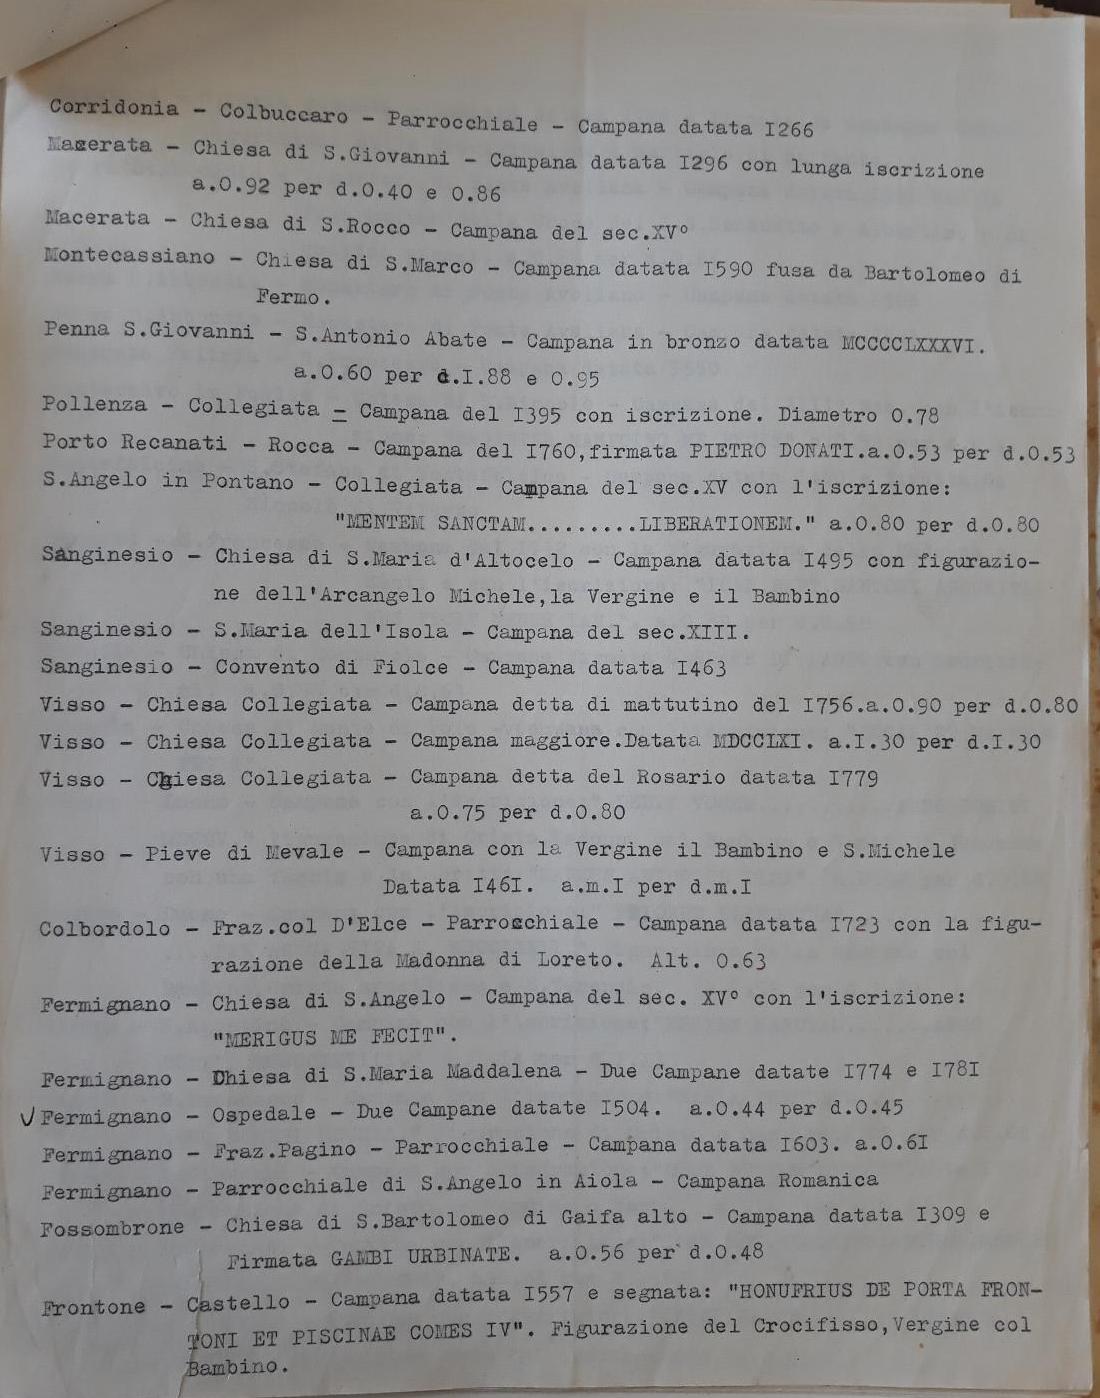 Corridonia - Colbuccaro - Parrocchiale - Campana datata I266
Macerata - Chiesa di S.Giovanni - Campana datata I296 con lunga iscrizione
a.0.92 per d.0.40 e 0.86
Macerata - Chiesa di S.Rocco - Campana del sec.XV°
Montecassiano - Chiesa di S.Marco - Campana datata I590 fusa da Bartolomeo di
Fermo.
Penna S.Giovanni - S.Antonio Abate - Campana in bronzo datata MCCCCLXXXVI.
a.0.60 per d.I.88 e 0.95
Pollenza - Collegiata - Campana del I395 con iscrizione. Diametro 0.78
Porto Recanati - Rocca - Campana del I760,firmata PIETRO DONATI.a.0.53 per d.0.53
S.Angelo in Pontano - Collegiata - Campana del sec.XV con l'iscrizione:
"MENTEM SANCTAM.........LIBERATIONEM." a.0.80 per d.0.80
Sanginesio - Chiesa di S.Maria d'Altocelo - Campana datata I495 con figurazio-
ne dell'Arcangelo Michele,la Vergine e il Bambino
Sanginesio - S.Maria dell'Isola - Campana del sec.XIII.
Sanginesio - Convento di Fiolce - Campana datata I463
Visso - Chiesa Collegiata - Campana detta di mattutino del I756.a.0.90 per d.0.80
Visso - Chiesa Collegiata - Campana maggiore.Datata MDCCLXI. a.I.30 per d.I.30
Visso - Chiesa Collegiata - Campana detta del Rosario datata I779
a.0.75 per d.0.80
Visso - Pieve di Mevale - Campana con la Vergine il Bambino e S.Michele
Datata I46I. a.m.I per d.m.I
Colbordolo - Fraz.col D'Elce - Parrocchiale - Campana datata I723 con la figu-
razione della Madonna di Loreto. Alt. 0.63
Fermignano - Chiesa di S.Angelo - Campana del sec. XV° con l'iscrizione:
"MERIGUS ME FECIT".
Fermignano - Dhiesa di S.Maria Maddalena - Due Campane datate I774 e I78I
√ Fermignano - Ospedale - Due Campane datate I504. a.0.44 per d.0.45
Fermignano - Fraz.Pagino - Parrocchiale - Campana datata I603. a.0.6I
Fermignano - Parrocchiale di S.Angelo in Aiola - Campana Romanica
Fossombrone - Chiesa di S.Bartolomeo di Gaifa alto - Campana datata I309 e
Firmata GAMBI URBINATE. a.0.56 per d.0.48
Frontone - Castello - Campana datata I557 e segnata: "HONUFRIUS DE PORTA FRON-
TONI ET PISCINAE COMES IV". Figurazione del Crocifisso,Vergine col
Bambino.